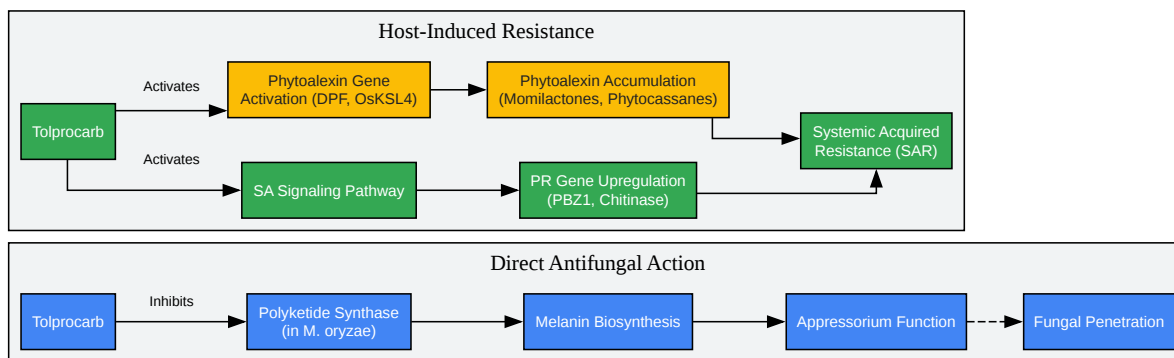 Host-Induced Resistance
Activates
Phytoalexin Gene
Activation (DPF, OsKSL4)
Phytoalexin Accumulation
(Momilactones, Phytocassanes)
Tolprocarb
Systemic Acquired
Resistance (SAR)
Activates
SA Signaling Pathway
PR Gene Upregulation
(PBZ1, Chitinase)
Direct Antifungal Action
Tolprocarb
Inhibits
Polyketide Synthase
(in M. oryzae)
Melanin Biosynthesis
Appressorium Function
Fungal Penetration